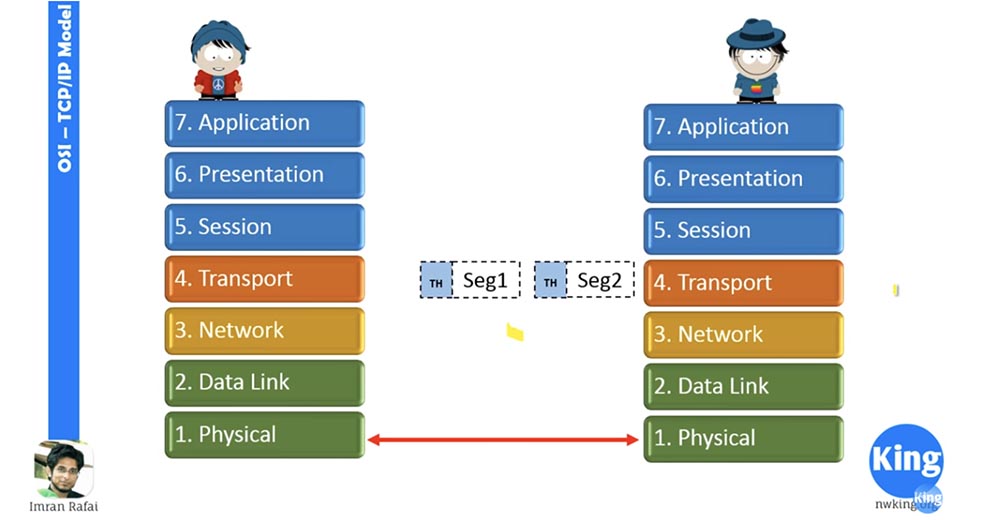 OSI – TCP/IP Model
7. Application
6. Presentation
5. Session
4. Transport
3. Network
2. Data Link
1. Physical
TH Seg1
TH Seg2
7. Application
6. Presentation
5. Session
4. Transport
3. Network
2. Data Link
1. Physical
Imran Rafai
King
nwking.org
King